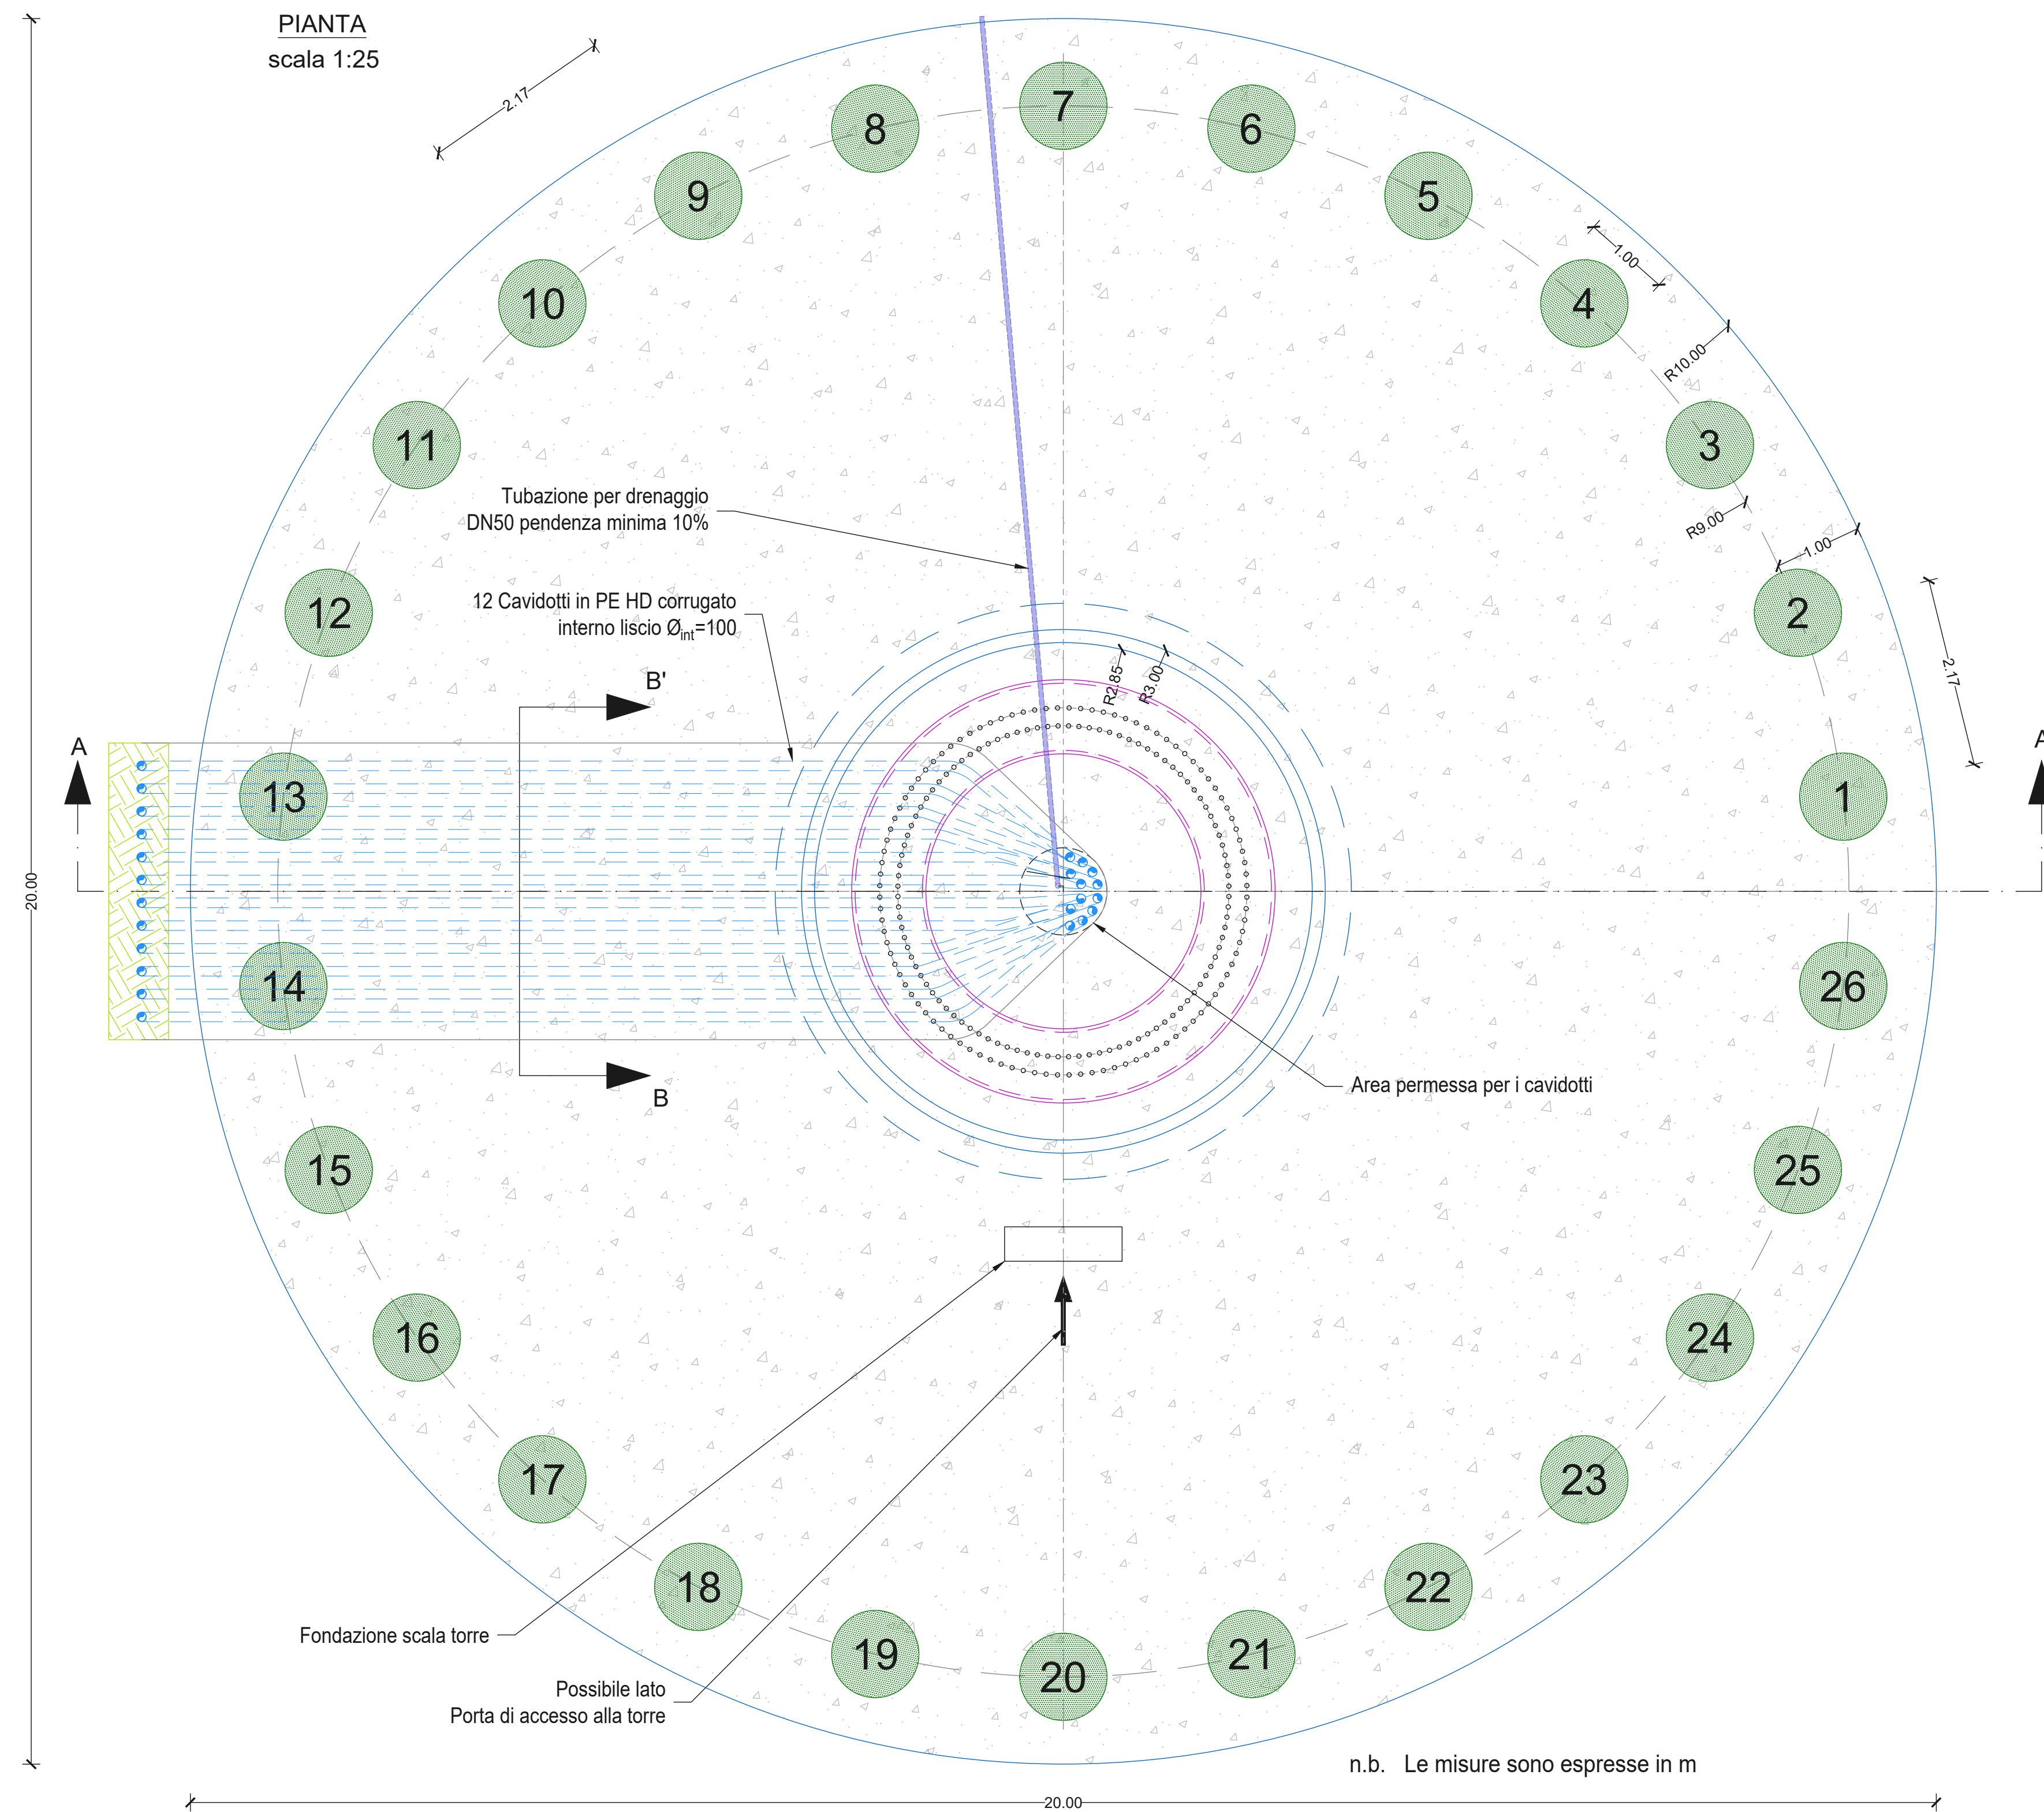 PIANTA
scala 1:25
2.17
7
8
6
9
5
1.00
10
4
R10.00
11
3
Tubazione per drenaggio
DN50 pendenza minima 10%
R9.00
1.00
12 Cavidotti in PE HD corrugato
interno liscio Øint=100
12
2
2.17
B'
R2.85
R3.00
A
A
13
1
20.00
14
26
B
Area permessa per i cavidotti
15
25
16
24
17
23
18
22
Fondazione scala torre
19
21
20
Possibile lato
Porta di accesso alla torre
n.b. Le misure sono espresse in m
20.00